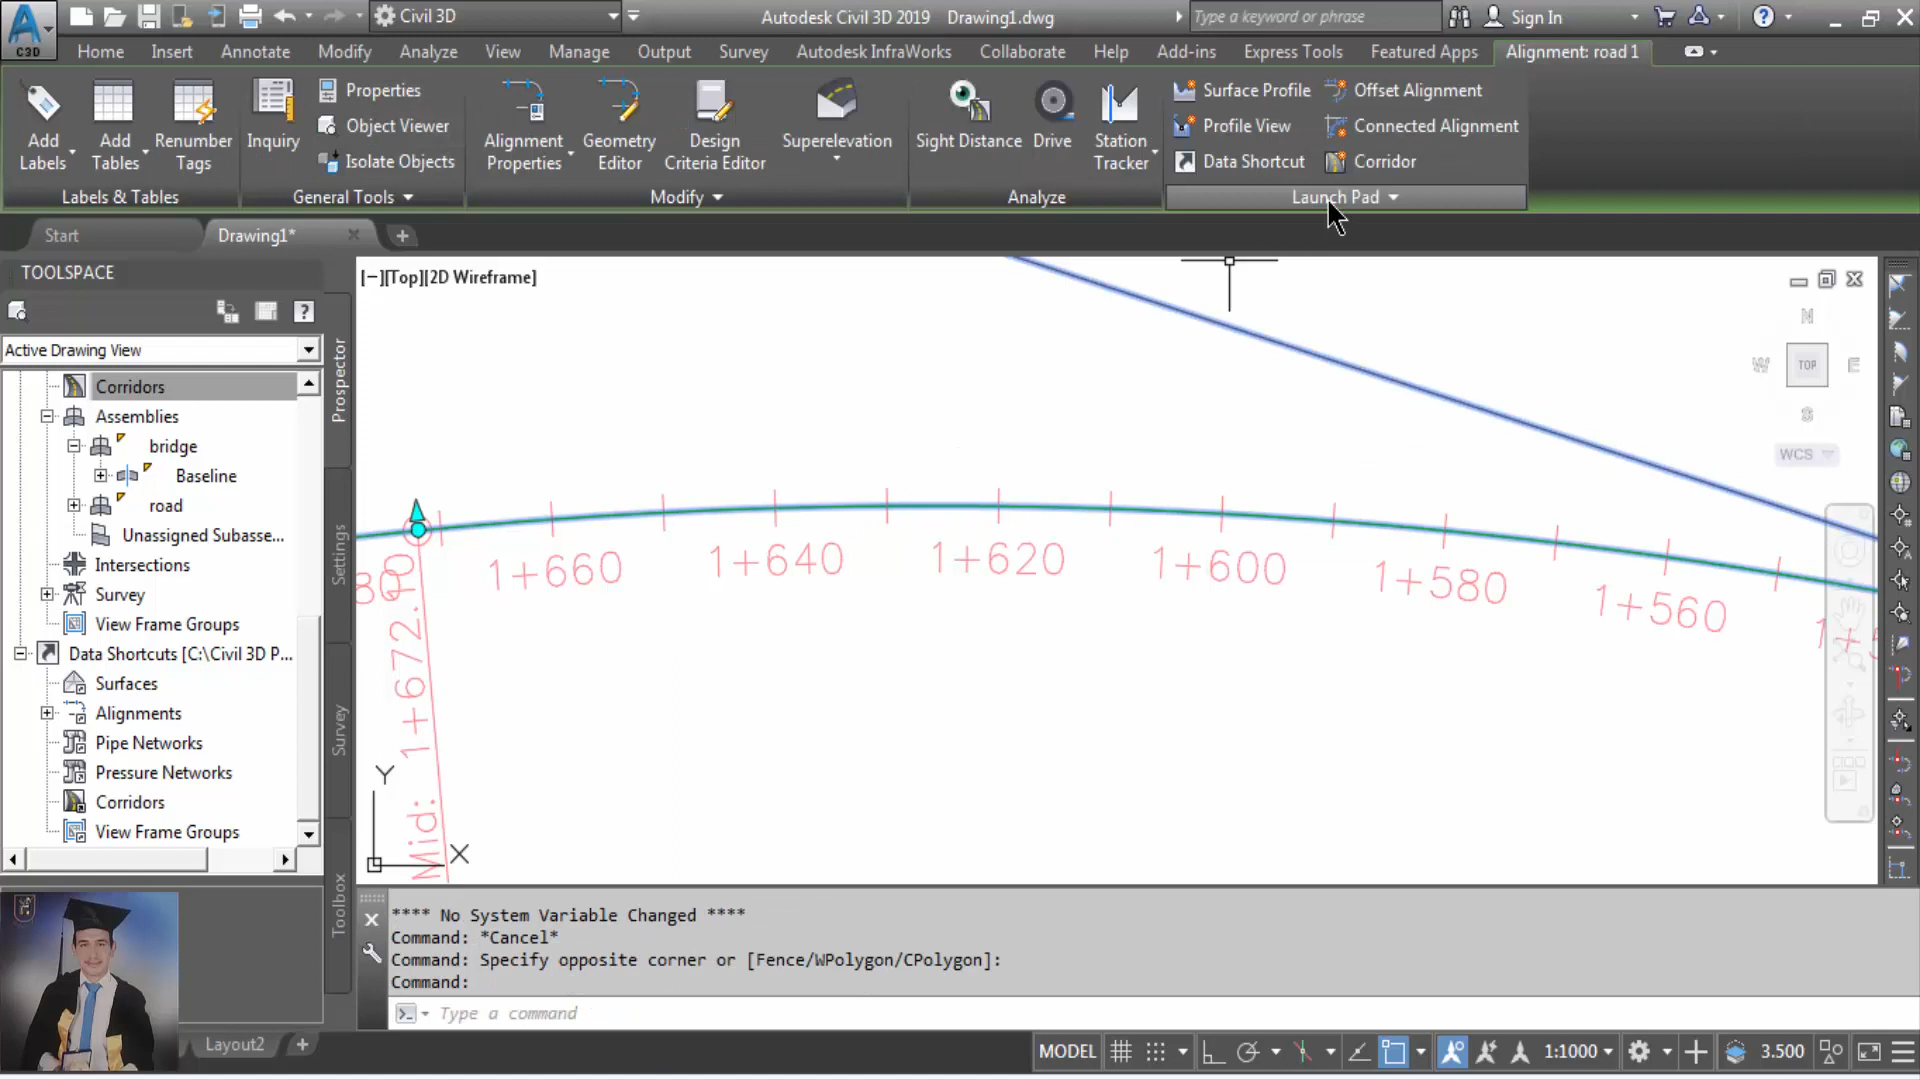 C3D
Civil 3D
Autodesk Civil 3D 2019 Drawing1.dwg
Type a keyword or phrase
Sign In
Home Insert Annotate Modify Analyze View Manage Output Survey Autodesk InfraWorks Collaborate Help Add-ins Express Tools Featured Apps Alignment: road 1
Add Labels
Add Tables
Renumber Tags
Labels & Tables
Inquiry
Properties
Object Viewer
Isolate Objects
General Tools
Alignment Properties
Geometry Editor
Design Criteria Editor
Superelevation
Modify
Sight Distance
Drive
Station Tracker
Analyze
Surface Profile
Profile View
Data Shortcut
Offset Alignment
Connected Alignment
Corridor
Launch Pad
Start
Drawing1*
TOOLSPACE
Active Drawing View
Corridors
Assemblies
bridge
Baseline
road
Unassigned Subasse...
Intersections
Survey
View Frame Groups
Data Shortcuts [C:\Civil 3D P...
Surfaces
Alignments
Pipe Networks
Pressure Networks
Corridors
View Frame Groups
Prospector
Settings
Survey
Toolbox
[−][Top][2D Wireframe]
N
W TOP E
S
WCS
1+660
1+640
1+620
1+600
1+580
1+560
Y
X
**** No System Variable Changed ****
Command: *Cancel*
Command: Specify opposite corner or [Fence/WPolygon/CPolygon]:
Command:
Type a command
Layout2
MODEL
1:1000
3.500